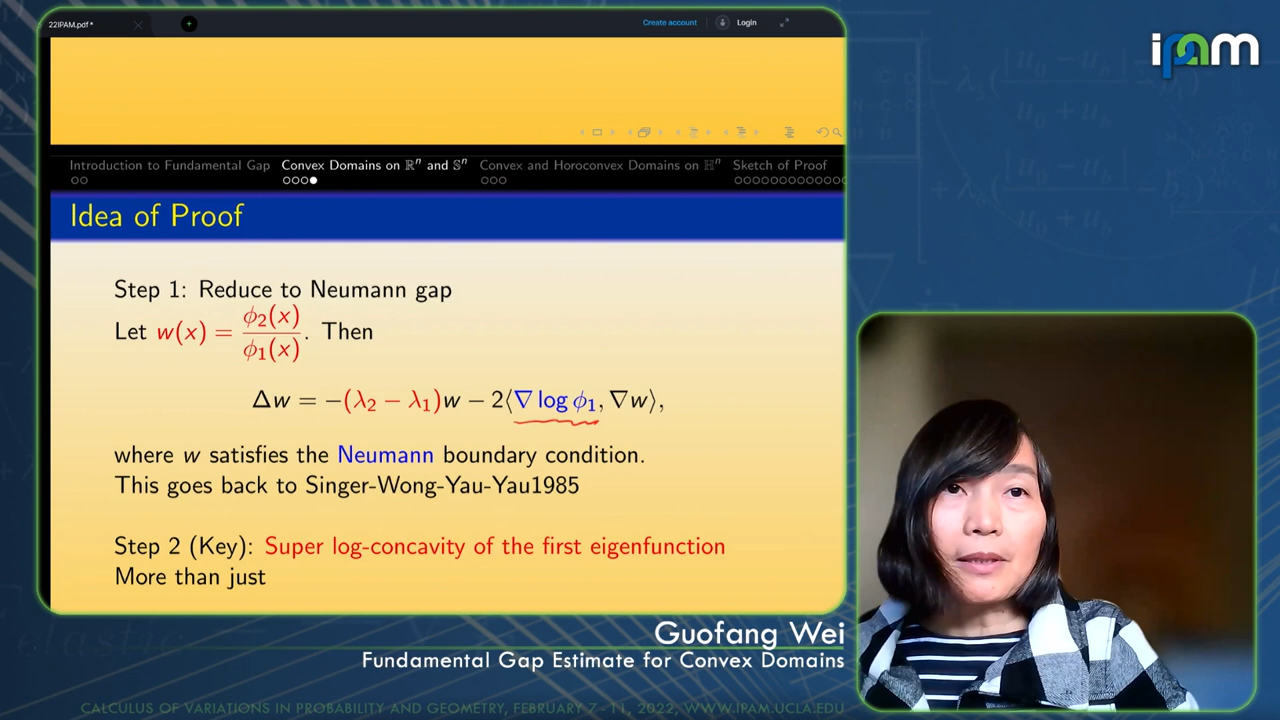 22IPAM.pdf*
Create account
Login
ipam
Introduction to Fundamental Gap
Convex Domains on ℝⁿ and 𝕊ⁿ
Convex and Horoconvex Domains on ℍⁿ
Sketch of Proof
Idea of Proof
Step 1: Reduce to Neumann gap
Let w(x) = ϕ₂(x)/ϕ₁(x). Then
Δw = −(λ₂ − λ₁)w − 2⟨∇ log ϕ₁, ∇w⟩,
where w satisfies the Neumann boundary condition.
This goes back to Singer-Wong-Yau-Yau1985
Step 2 (Key): Super log-concavity of the first eigenfunction
More than just
Guofang Wei
Fundamental Gap Estimate for Convex Domains
CALCULUS OF VARIATIONS IN PROBABILITY AND GEOMETRY, FEBRUARY 7 - 11, 2022, WWW.IPAM.UCLA.EDU